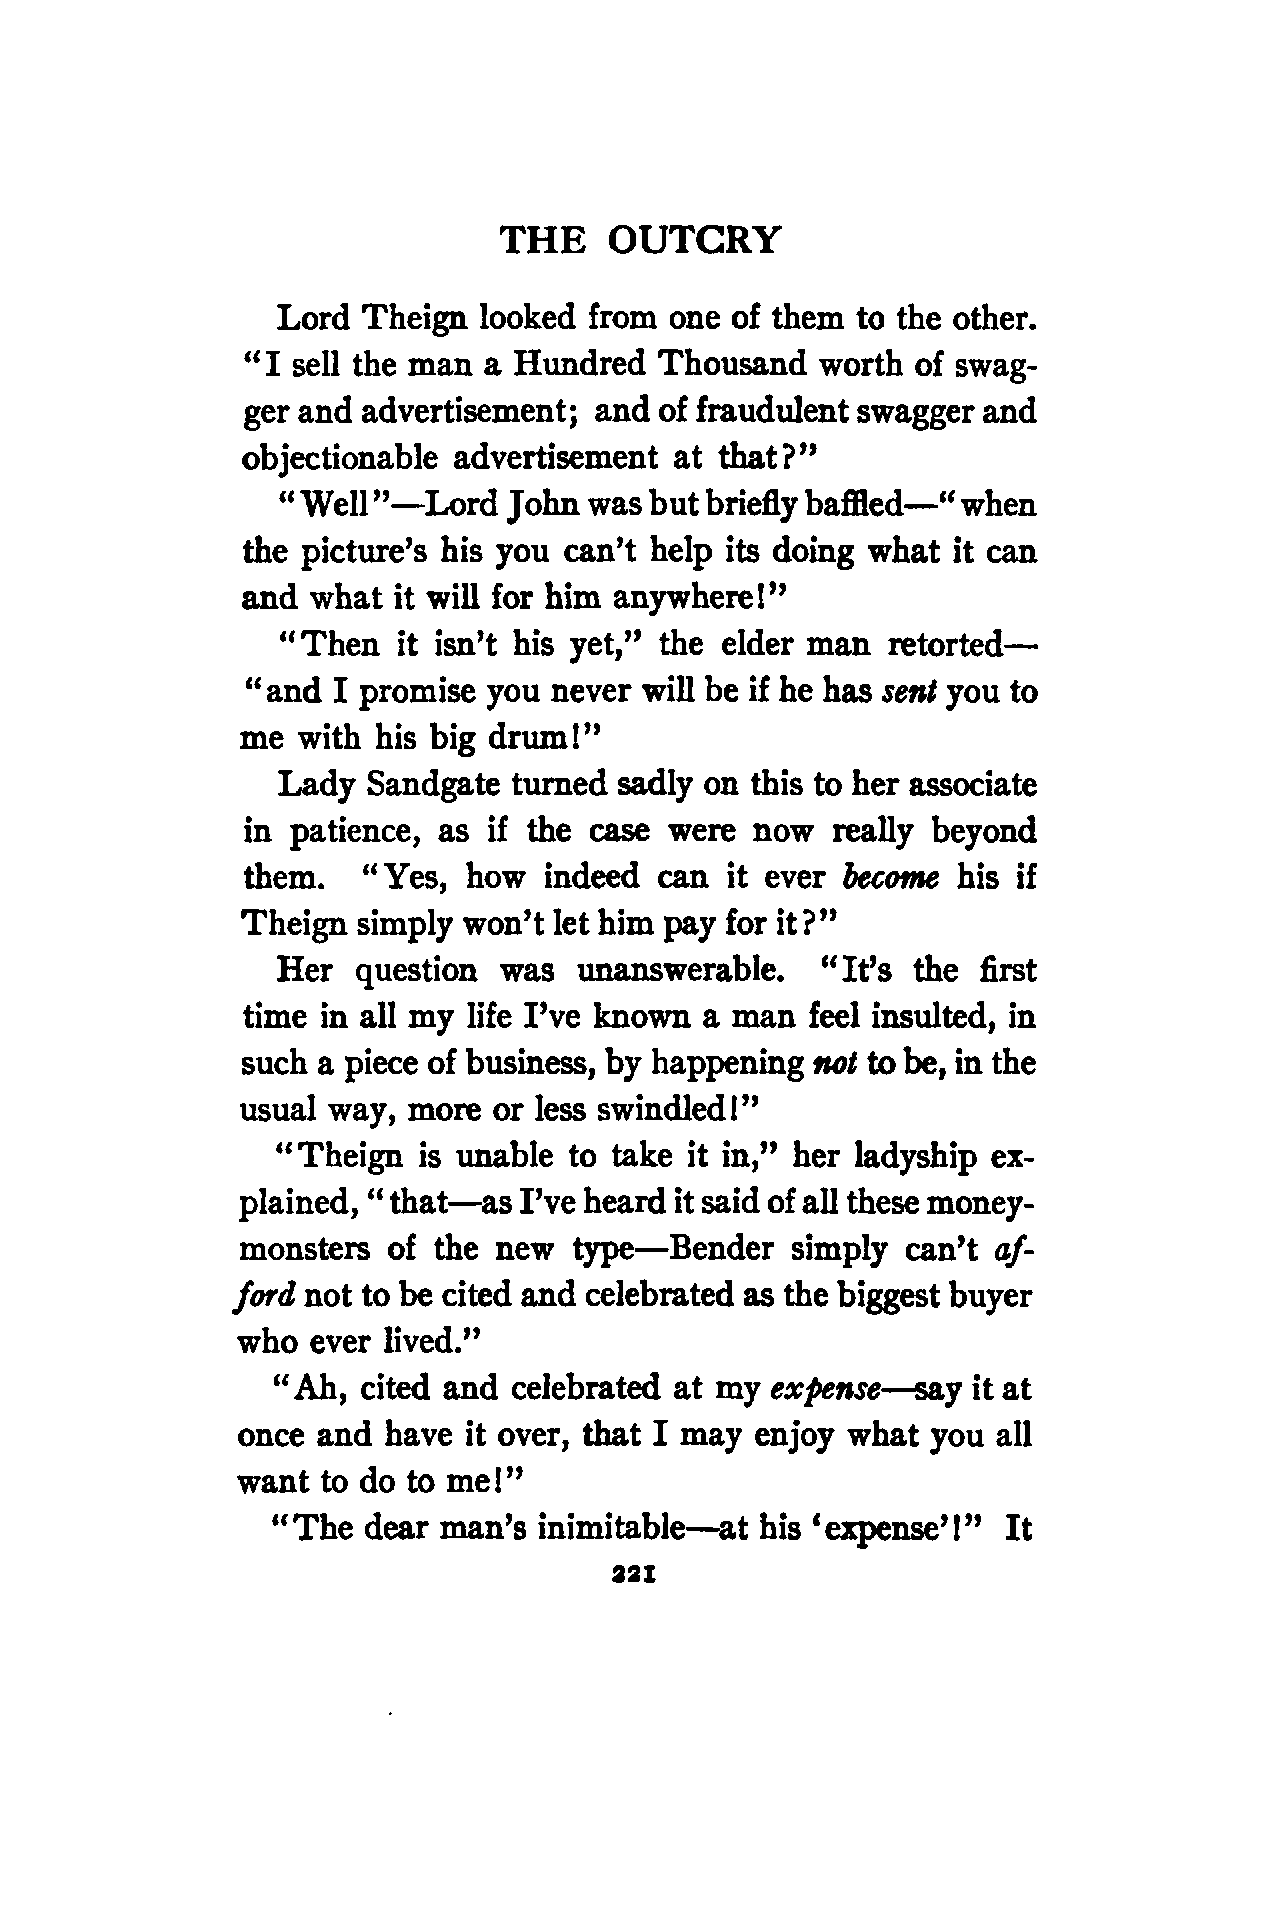 THE OUTCRY
Lord Theign looked from one of them to the other.
“I sell the man a Hundred Thousand worth of swag-
ger and advertisement; and of fraudulent swagger and
objectionable advertisement at that?”
“Well”—Lord John was but briefly baffled—“when
the picture’s his you can’t help its doing what it can
and what it will for him anywhere!”
“Then it isn’t his yet,” the elder man retorted—
“and I promise you never will be if he has sent you to
me with his big drum!”
Lady Sandgate turned sadly on this to her associate
in patience, as if the case were now really beyond
them. “Yes, how indeed can it ever become his if
Theign simply won’t let him pay for it?”
Her question was unanswerable. “It’s the first
time in all my life I’ve known a man feel insulted, in
such a piece of business, by happening not to be, in the
usual way, more or less swindled!”
“Theign is unable to take it in,” her ladyship ex-
plained, “that—as I’ve heard it said of all these money-
monsters of the new type—Bender simply can’t af-
ford not to be cited and celebrated as the biggest buyer
who ever lived.”
“Ah, cited and celebrated at my expense—say it at
once and have it over, that I may enjoy what you all
want to do to me!”
“The dear man’s inimitable—at his ‘expense’!” It
221